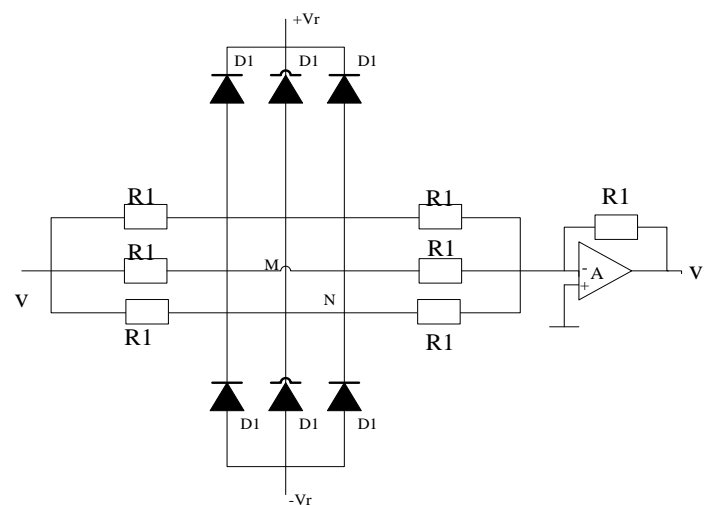 +Vr
D1 D1 D1
R1 R1 R1
R1 M R1 - A V
V N +
R1 R1
D1 D1 D1
-Vr